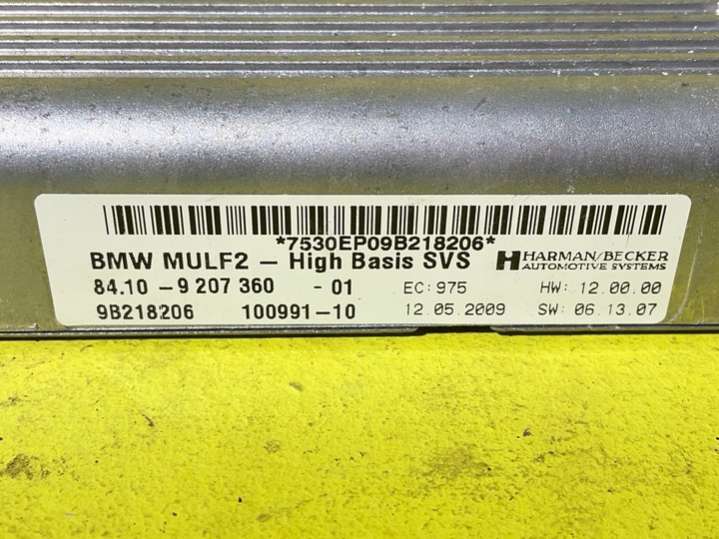 *7530EP09B218206*
BMW MULF2 – High Basis SVS
HARMAN/BECKER
AUTOMOTIVE SYSTEMS
84.10 – 9 207 360 - 01 EC: 975 HW: 12.00.00
9B218206 100991-10 12.05.2009 SW: 06.13.07